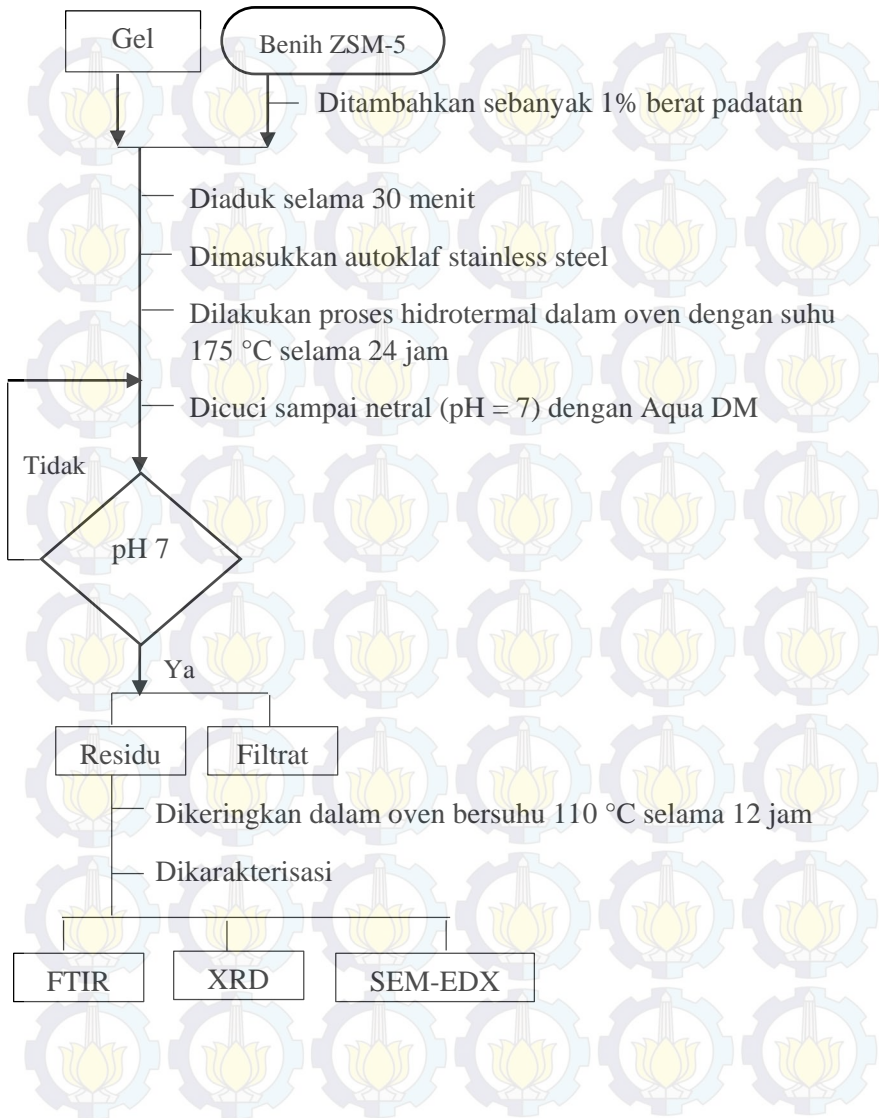 Gel
Benih ZSM-5
Ditambahkan sebanyak 1% berat padatan
Diaduk selama 30 menit
Dimasukkan autoklaf stainless steel
Dilakukan proses hidrotermal dalam oven dengan suhu
175 °C selama 24 jam
Dicuci sampai netral (pH = 7) dengan Aqua DM
Tidak
pH 7
Ya
Residu
Filtrat
Dikeringkan dalam oven bersuhu 110 °C selama 12 jam
Dikarakterisasi
FTIR
XRD
SEM-EDX